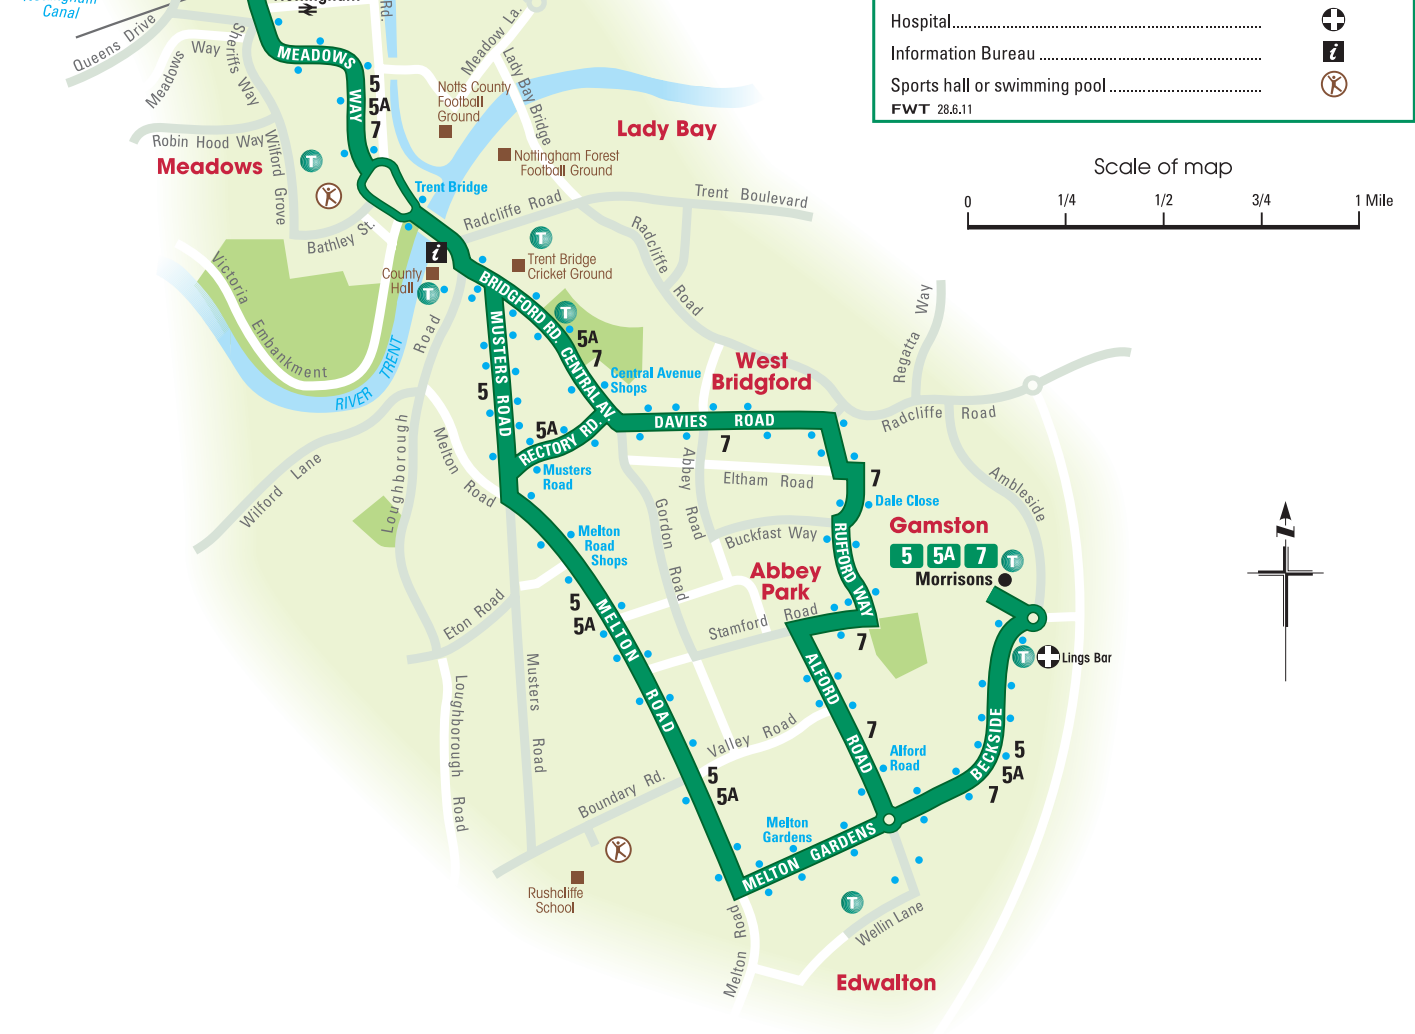 Canal
Queens Drive
Meadows Way
Sheriffs Way
Rd.
Meadow La.
Lady Bay Bridge
MEADOWS
WAY
5
5A
7
Notts County
Football
Ground
Nottingham Forest
Football Ground
Lady Bay
Hospital
Information Bureau
i
Sports hall or swimming pool
FWT 28.6.11
Scale of map
0 1/4 1/2 3/4 1 Mile
Robin Hood Way
Wilford Grove
Meadows
T
Trent Bridge
Bathley St.
Radcliffe Road
Trent Boulevard
Radcliffe Road
T
i
County
Hall
T
Trent Bridge
Cricket Ground
Victoria Embankment
RIVER TRENT
Road
BRIDGFORD RD.
CENTRAL AV.
T
5A
7
MUSTERS ROAD
5
Central Avenue
Shops
West
Bridgford
Regatta Way
Radcliffe Road
DAVIES ROAD
7
5A
RECTORY RD.
Musters
Road
Wilford Lane
Loughborough
Melton Road
Abbey Road
Eltham Road
Gordon Road
Buckfast Way
7
Dale Close
Ambleside
Gamston
5 5A 7
T
Morrisons
RUFFORD WAY
Melton
Road
Shops
Abbey
Park
Stamford Road
7
5
5A
MELTON ROAD
Eton Road
Musters Road
Loughborough Road
T
Lings Bar
ALFORD ROAD
7
Valley Road
Alford
Road
BECKSIDE
5
5A
7
5
5A
Boundary Rd.
Melton
Gardens
MELTON GARDENS
Rushcliffe
School
T
Wellin Lane
Melton Road
Edwalton